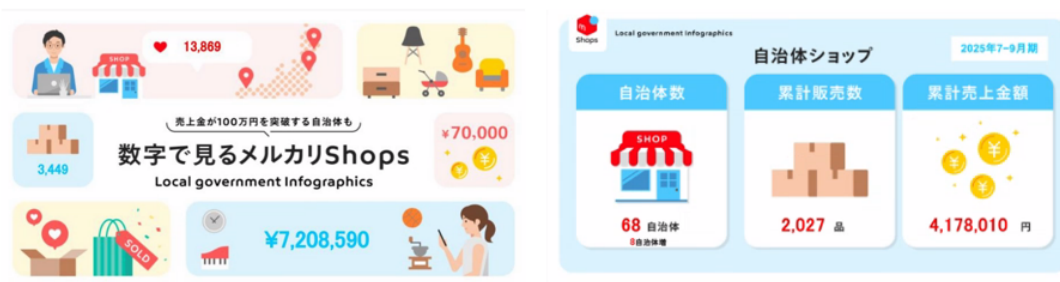 SHOP
13,869
売上金が100万円を突破する自治体も
数字で見るメルカリShops
Local government Infographics
3,449
¥70,000
¥
¥
SOLD
¥7,208,590
Shops
Local government Infographics
自治体ショップ
2025年7-9月期
自治体数
累計販売数
累計売上金額
SHOP
¥
¥
¥
68 自治体
8自治体増
2,027 品
4,178,010 円